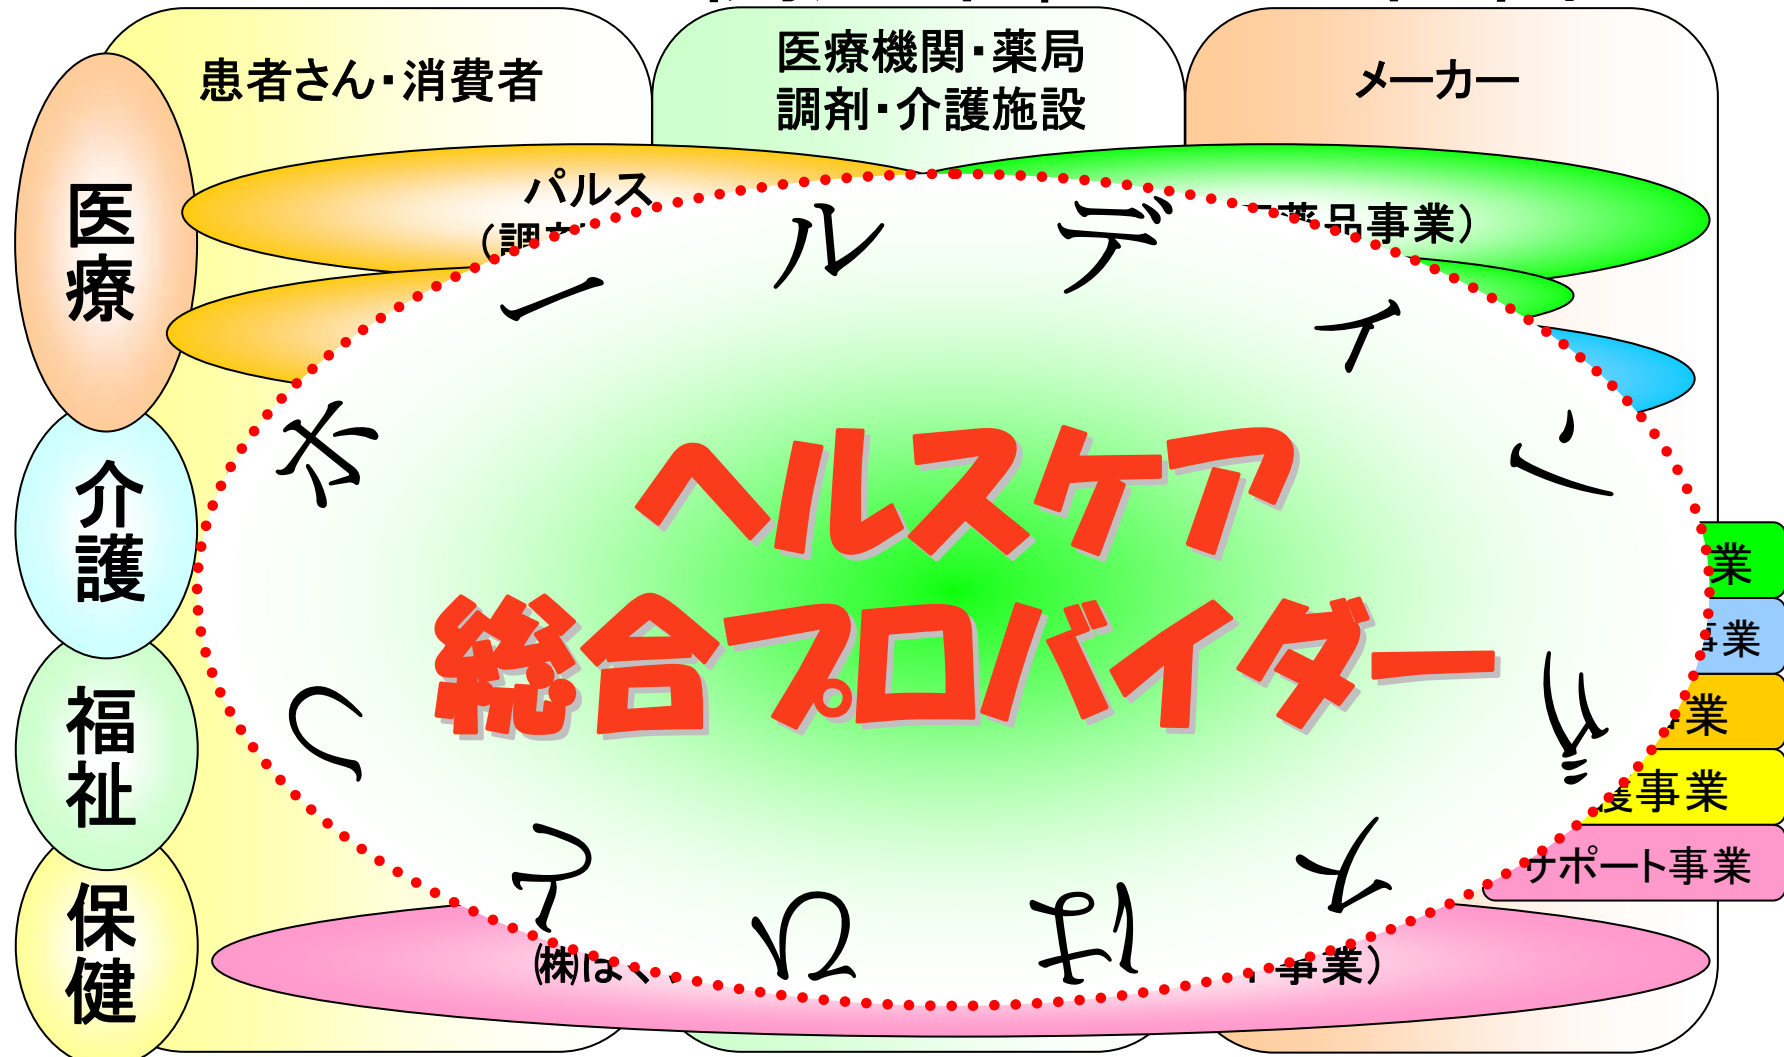 患者さん・消費者
医療機関・薬局
調剤・介護施設
メーカー
医療
介護
福祉
保健
パルス
（調剤
薬品事業）
ホールディングス
ヘルスケア
総合プロバイダー
業
事業
事業
護事業
サポート事業
㈱は
事業）